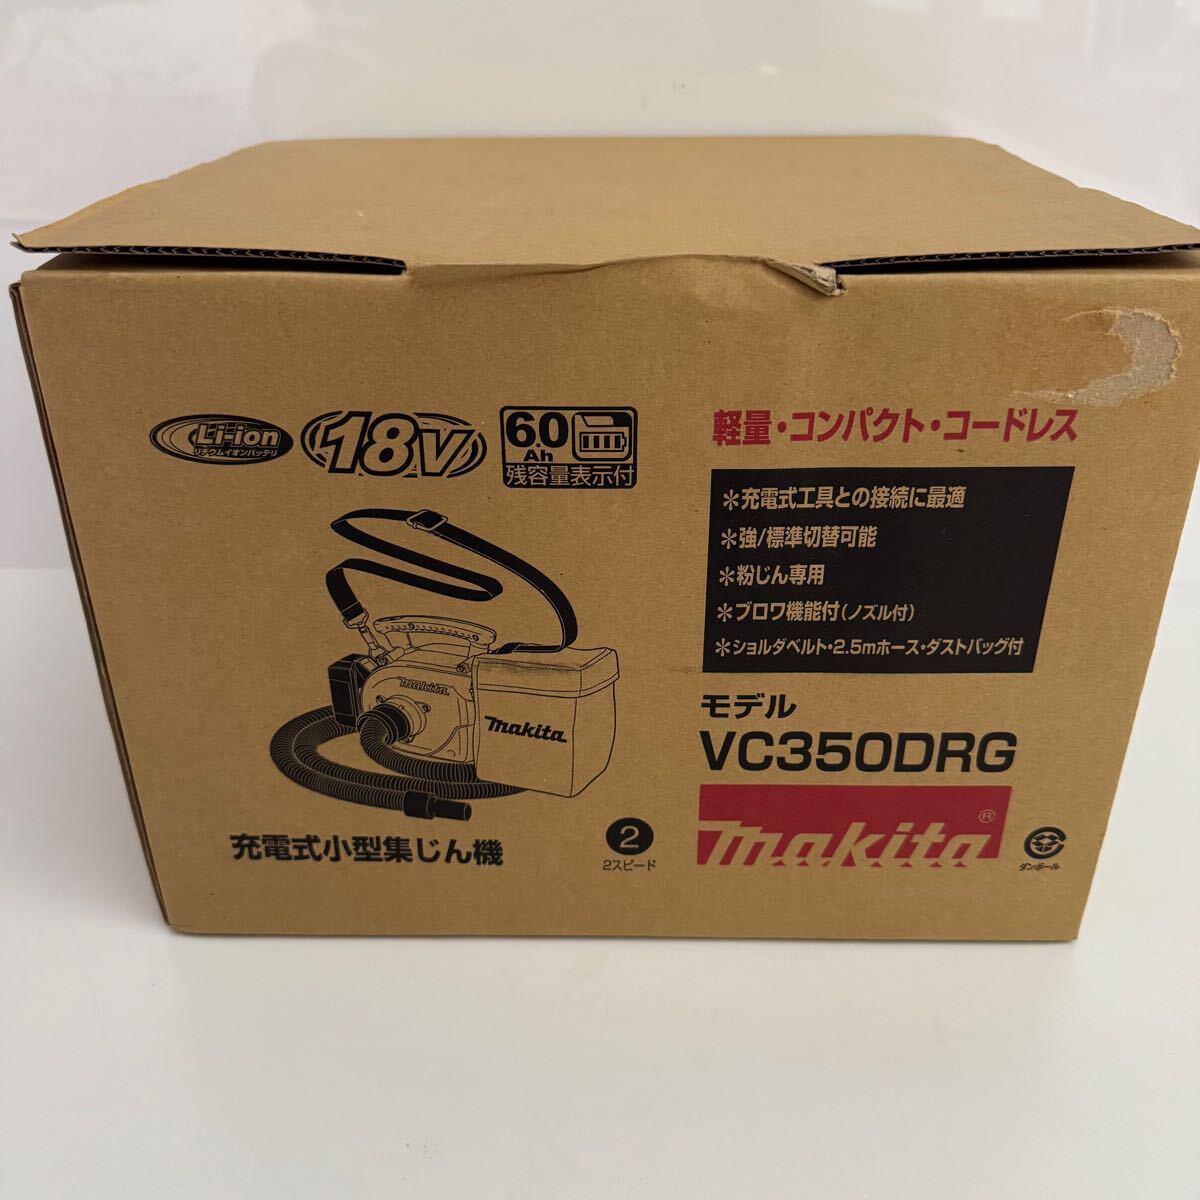 Li-ion
リチウムイオンバッテリ
18V
6.0
Ah
残容量表示付
軽量・コンパクト・コードレス
＊充電式工具との接続に最適
＊強/標準切替可能
＊粉じん専用
＊ブロワ機能付(ノズル付)
＊ショルダベルト・2.5mホース・ダストバッグ付
makita
makita
モデル
VC350DRG
makita®
充電式小型集じん機
2
2スピード
ダンボール